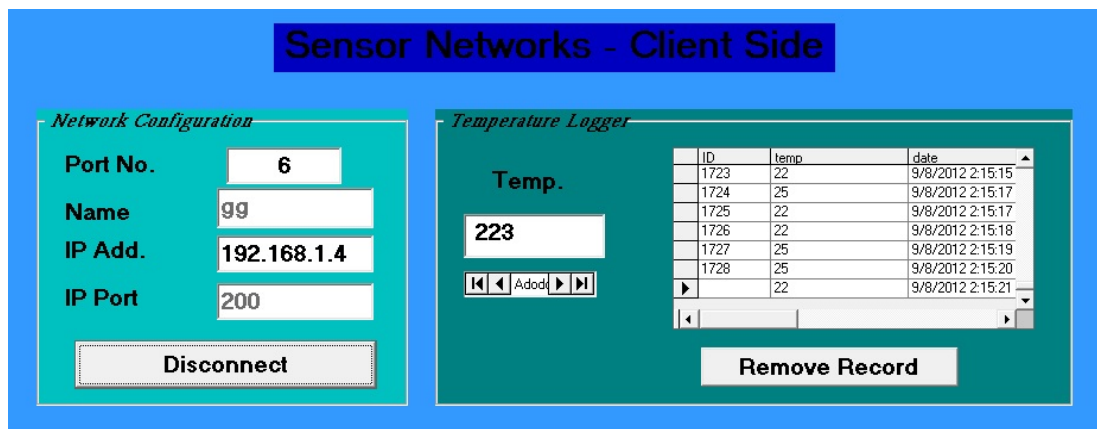 Sensor Networks - Client Side
Network Configuration
Port No. 6
Name gg
IP Add. 192.168.1.4
IP Port 200
Disconnect
Temperature Logger
Temp.
223
Adodc
ID temp date
1723 22 9/8/2012 2:15:15
1724 25 9/8/2012 2:15:17
1725 22 9/8/2012 2:15:17
1726 22 9/8/2012 2:15:18
1727 25 9/8/2012 2:15:19
1728 25 9/8/2012 2:15:20
22 9/8/2012 2:15:21
Remove Record